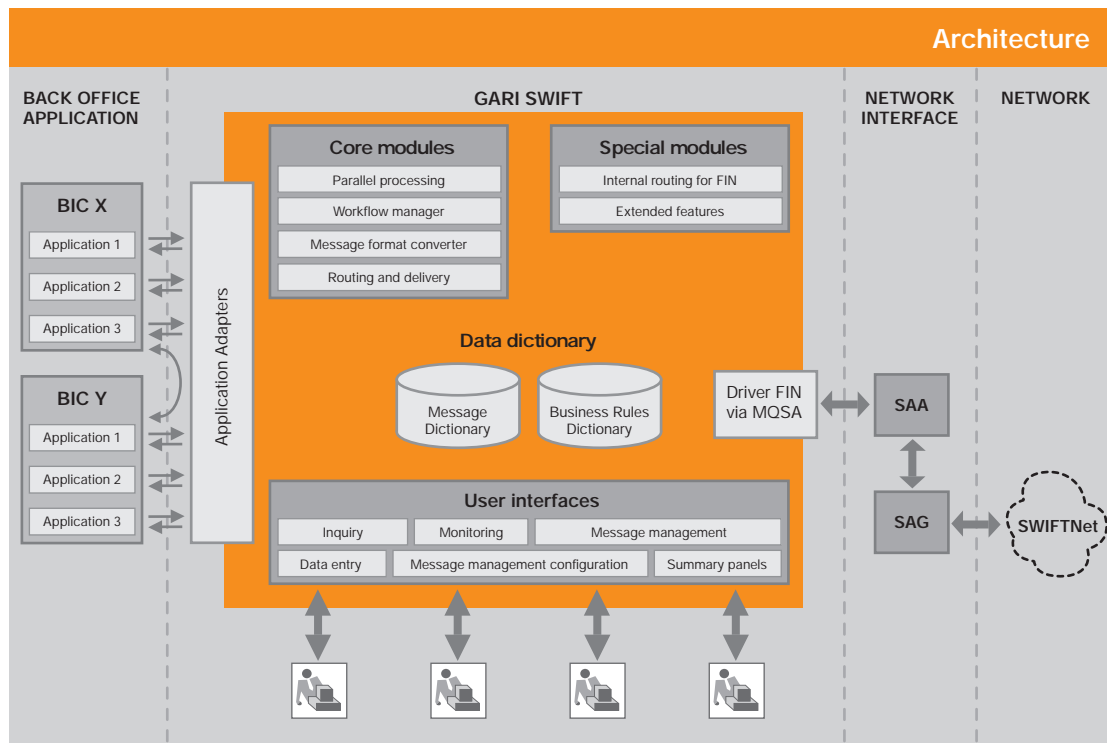 Architecture
BACK OFFICE
APPLICATION
GARI SWIFT
NETWORK
INTERFACE
NETWORK
BIC X
Application 1
Application 2
Application 3
BIC Y
Application 1
Application 2
Application 3
Application Adapters
Core modules
Parallel processing
Workflow manager
Message format converter
Routing and delivery
Special modules
Internal routing for FIN
Extended features
Data dictionary
Message
Dictionary
Business Rules
Dictionary
Driver FIN
via MQSA
SAA
SAG
SWIFTNet
User interfaces
Inquiry
Monitoring
Message management
Data entry
Message management configuration
Summary panels